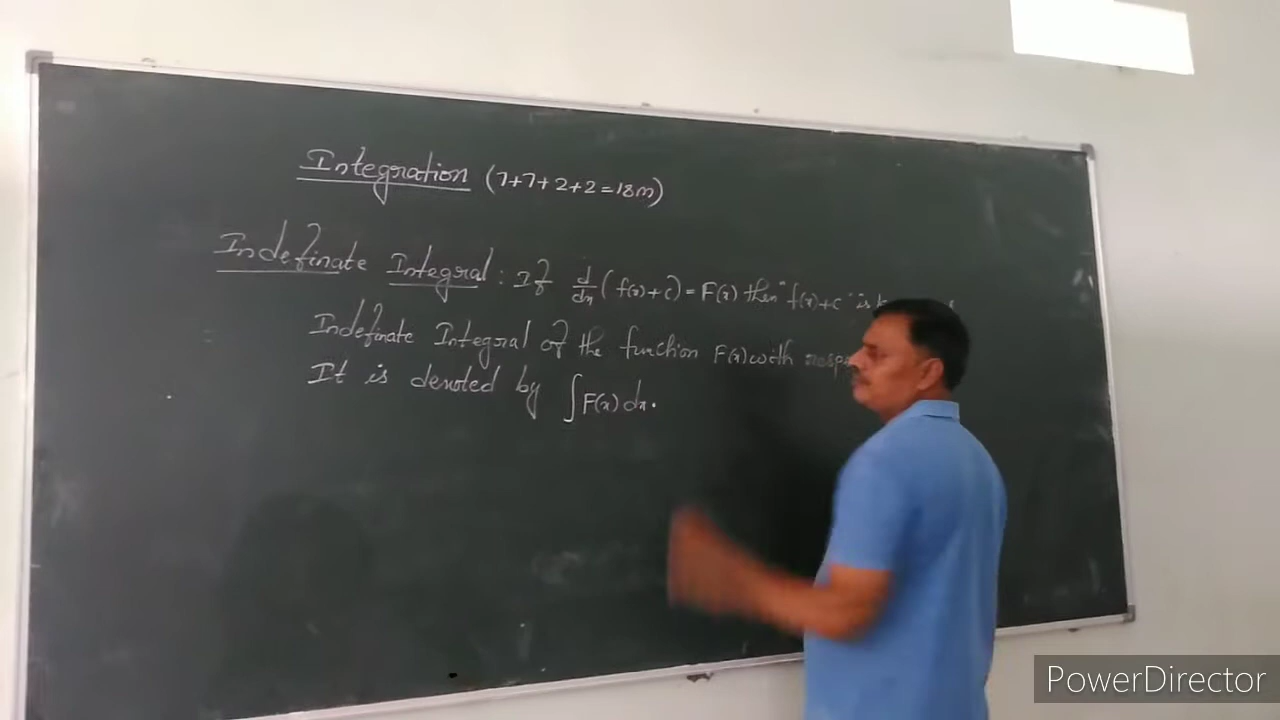 Integration (7+7+2+2=18m)
Indefinate Integral : If d/dx (f(x)+c) = F(x) then "f(x)+c" is
Indefinate Integral of the function F(x) with
It is denoted by ∫F(x) dx.
PowerDirector